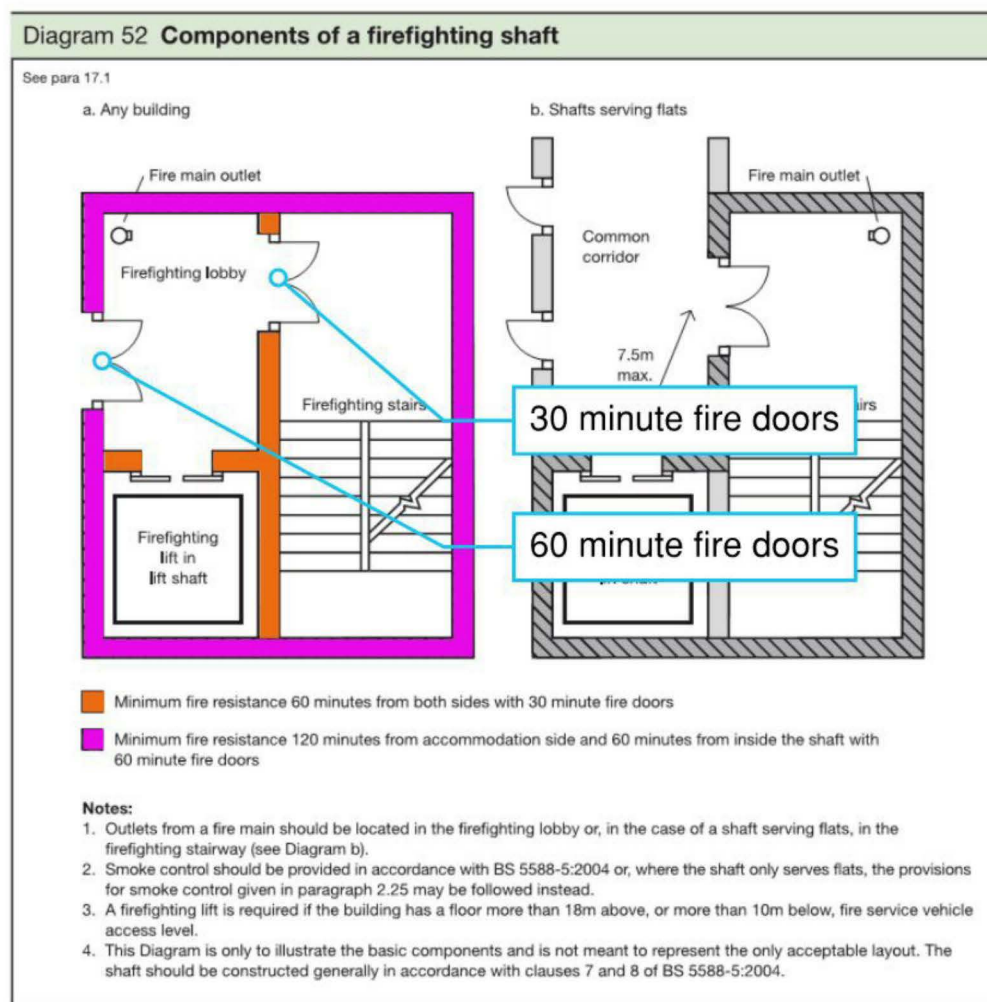 Diagram 52 Components of a firefighting shaft
See para 17.1
a. Any building
b. Shafts serving flats
Fire main outlet
Fire main outlet
Firefighting lobby
Common
corridor
7.5m
max.
Firefighting stairs
30 minute fire doors
60 minute fire doors
Firefighting
lift in
lift shaft
Minimum fire resistance 60 minutes from both sides with 30 minute fire doors
Minimum fire resistance 120 minutes from accommodation side and 60 minutes from inside the shaft with
60 minute fire doors
Notes:
1. Outlets from a fire main should be located in the firefighting lobby or, in the case of a shaft serving flats, in the
firefighting stairway (see Diagram b).
2. Smoke control should be provided in accordance with BS 5588-5:2004 or, where the shaft only serves flats, the provisions
for smoke control given in paragraph 2.25 may be followed instead.
3. A firefighting lift is required if the building has a floor more than 18m above, or more than 10m below, fire service vehicle
access level.
4. This Diagram is only to illustrate the basic components and is not meant to represent the only acceptable layout. The
shaft should be constructed generally in accordance with clauses 7 and 8 of BS 5588-5:2004.